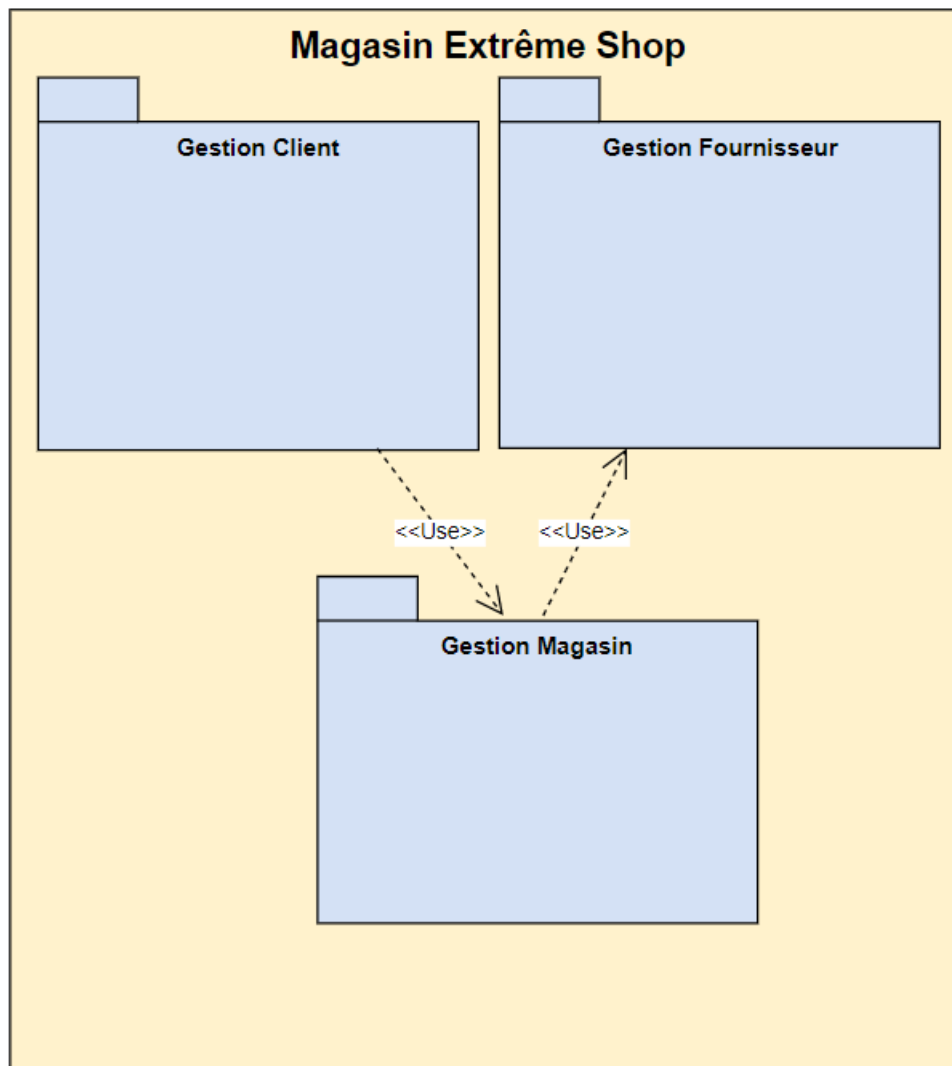 Magasin Extrême Shop
Gestion Client
Gestion Fournisseur
<<Use>>
<<Use>>
Gestion Magasin